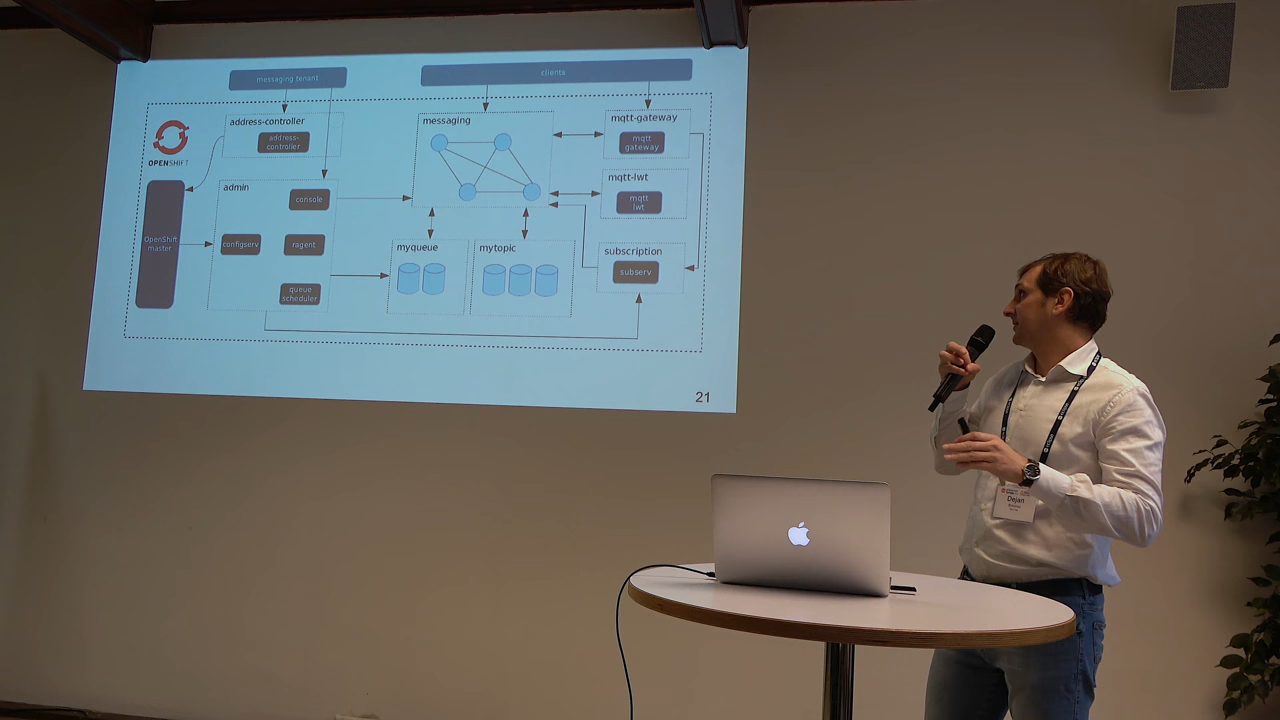 messaging tenant
clients
OPENSHIFT
address-controller
address-
controller
messaging
mqtt-gateway
mqtt
gateway
mqtt-lwt
mqtt
lwt
admin
console
OpenShift
master
configserv
ragent
queue
scheduler
myqueue
mytopic
subscription
subserv
21
Dejan